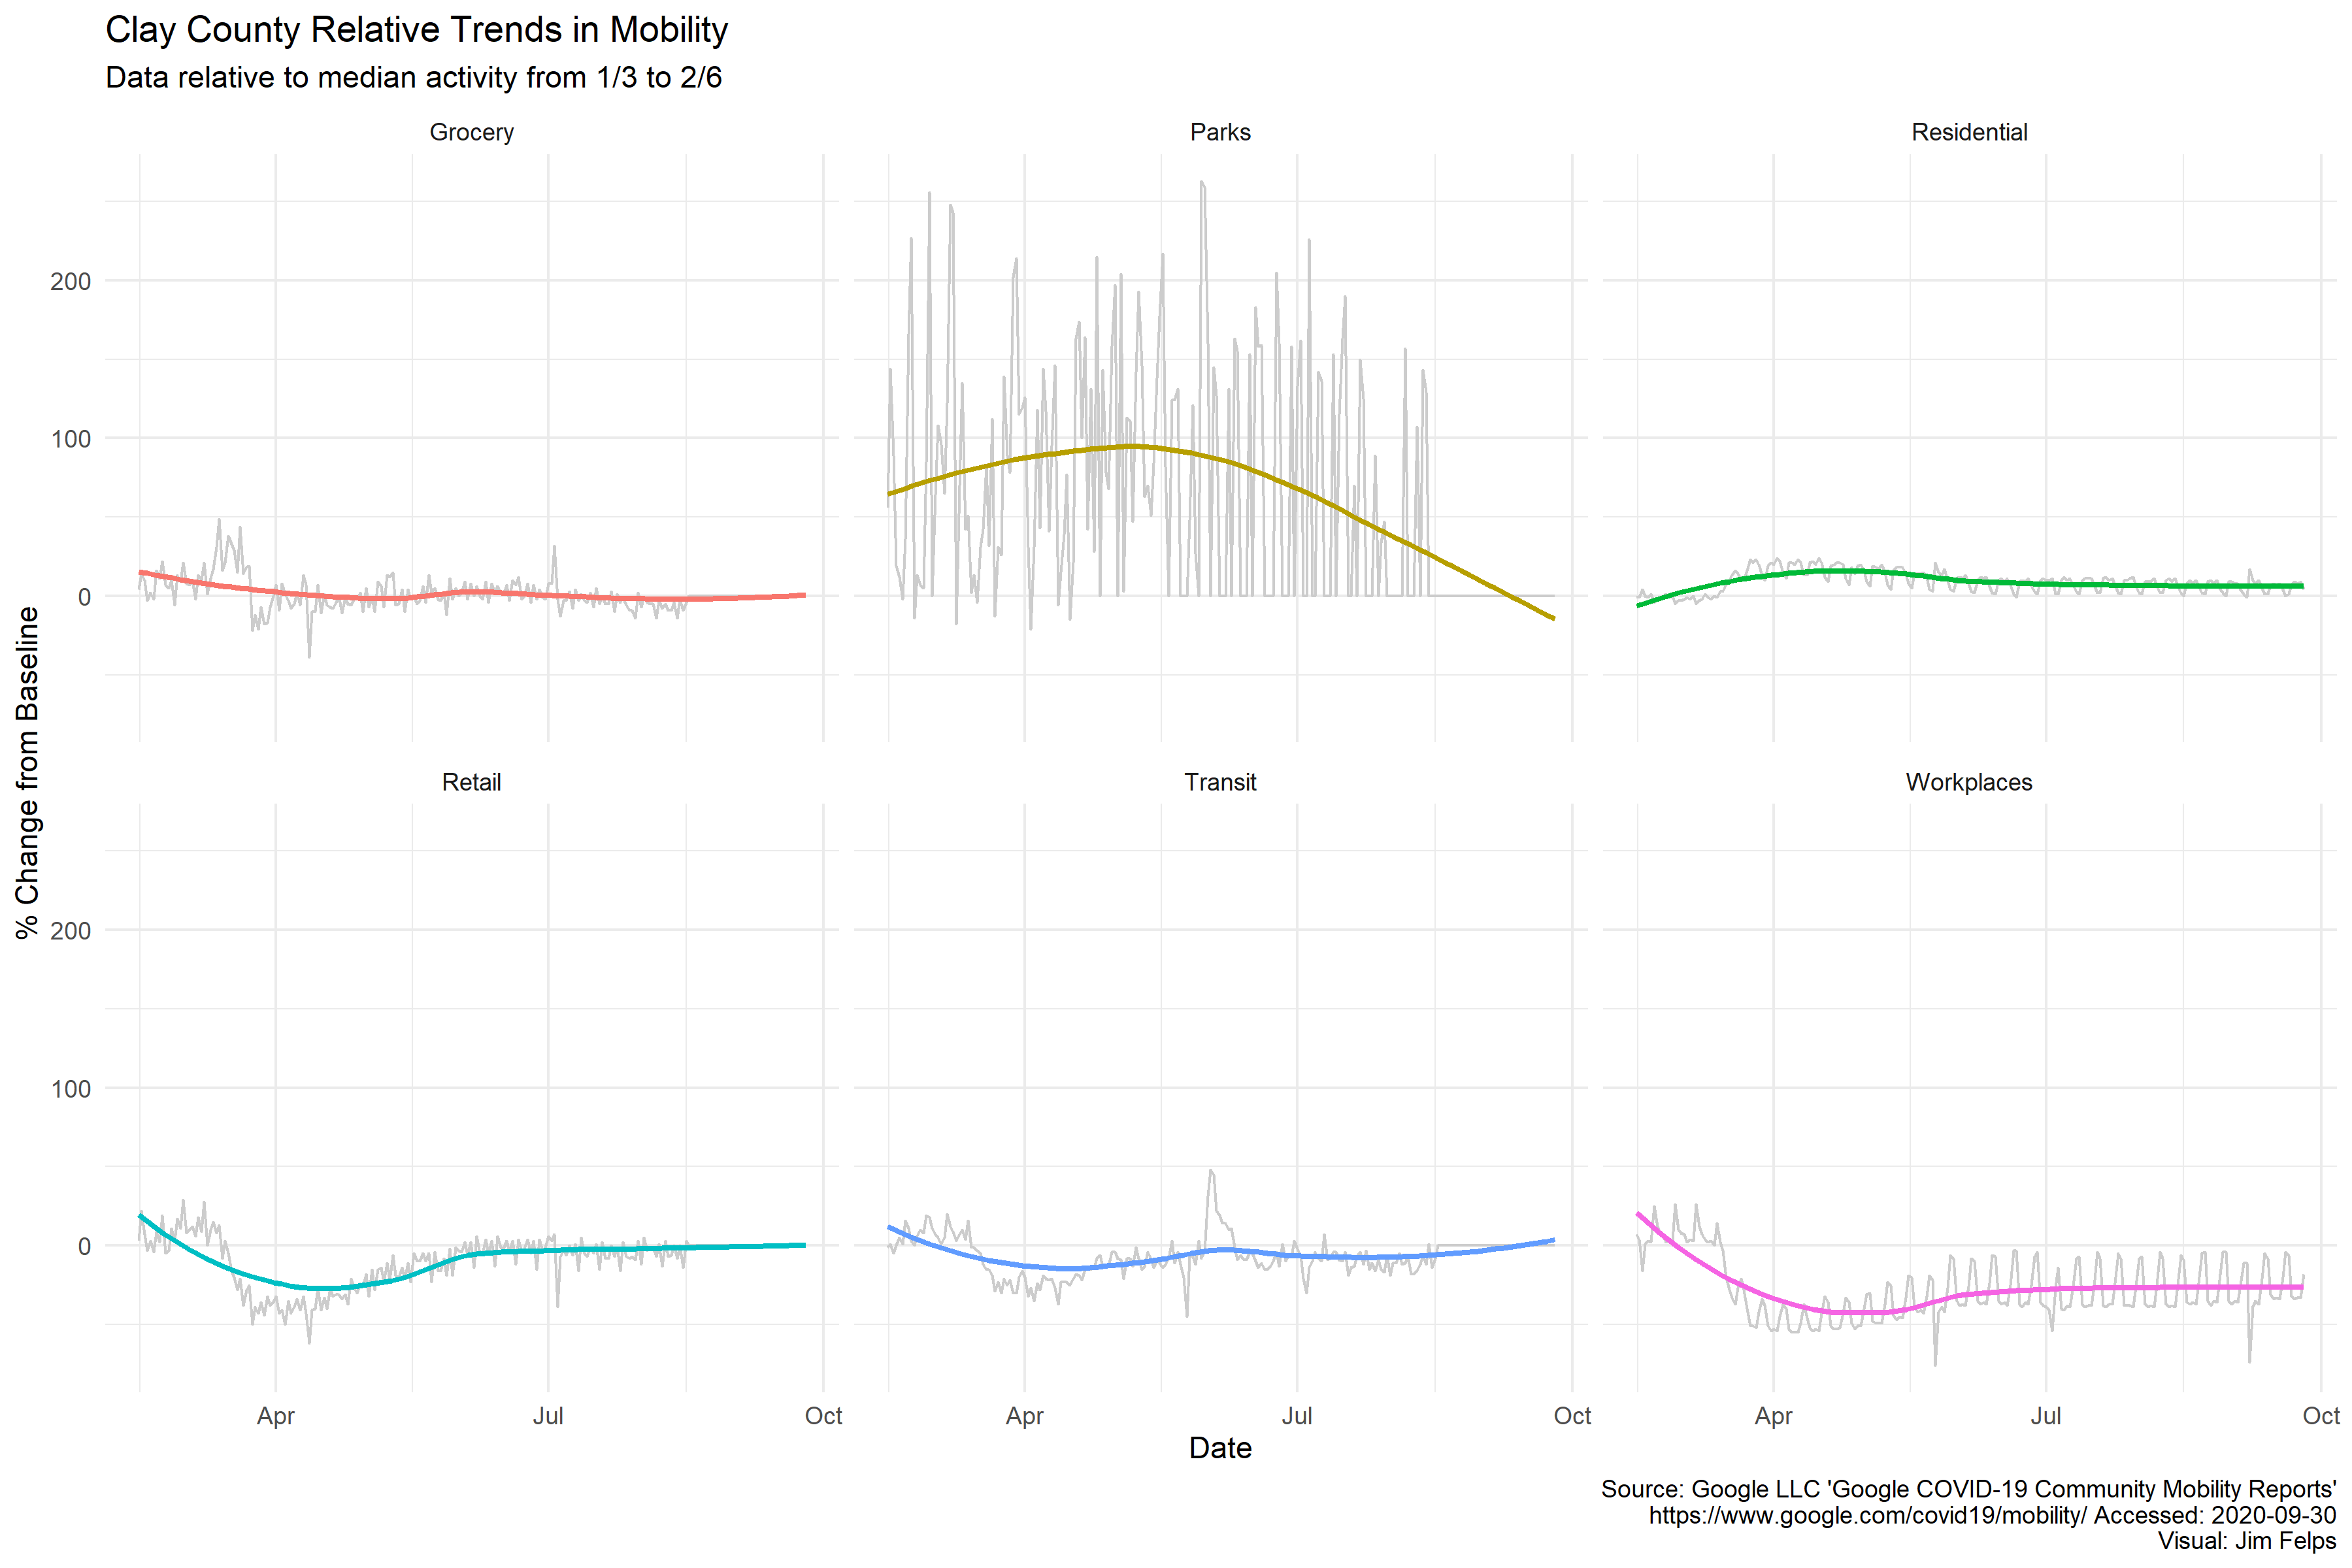 Clay County Relative Trends in Mobility
Data relative to median activity from 1/3 to 2/6
Grocery
Parks
Residential
200
100
0
% Change from Baseline
Retail
Transit
Workplaces
200
100
0
Apr
Jul
Oct
Apr
Jul
Oct
Apr
Jul
Oct
Date
Source: Google LLC 'Google COVID-19 Community Mobility Reports'
https://www.google.com/covid19/mobility/ Accessed: 2020-09-30
Visual: Jim Felps